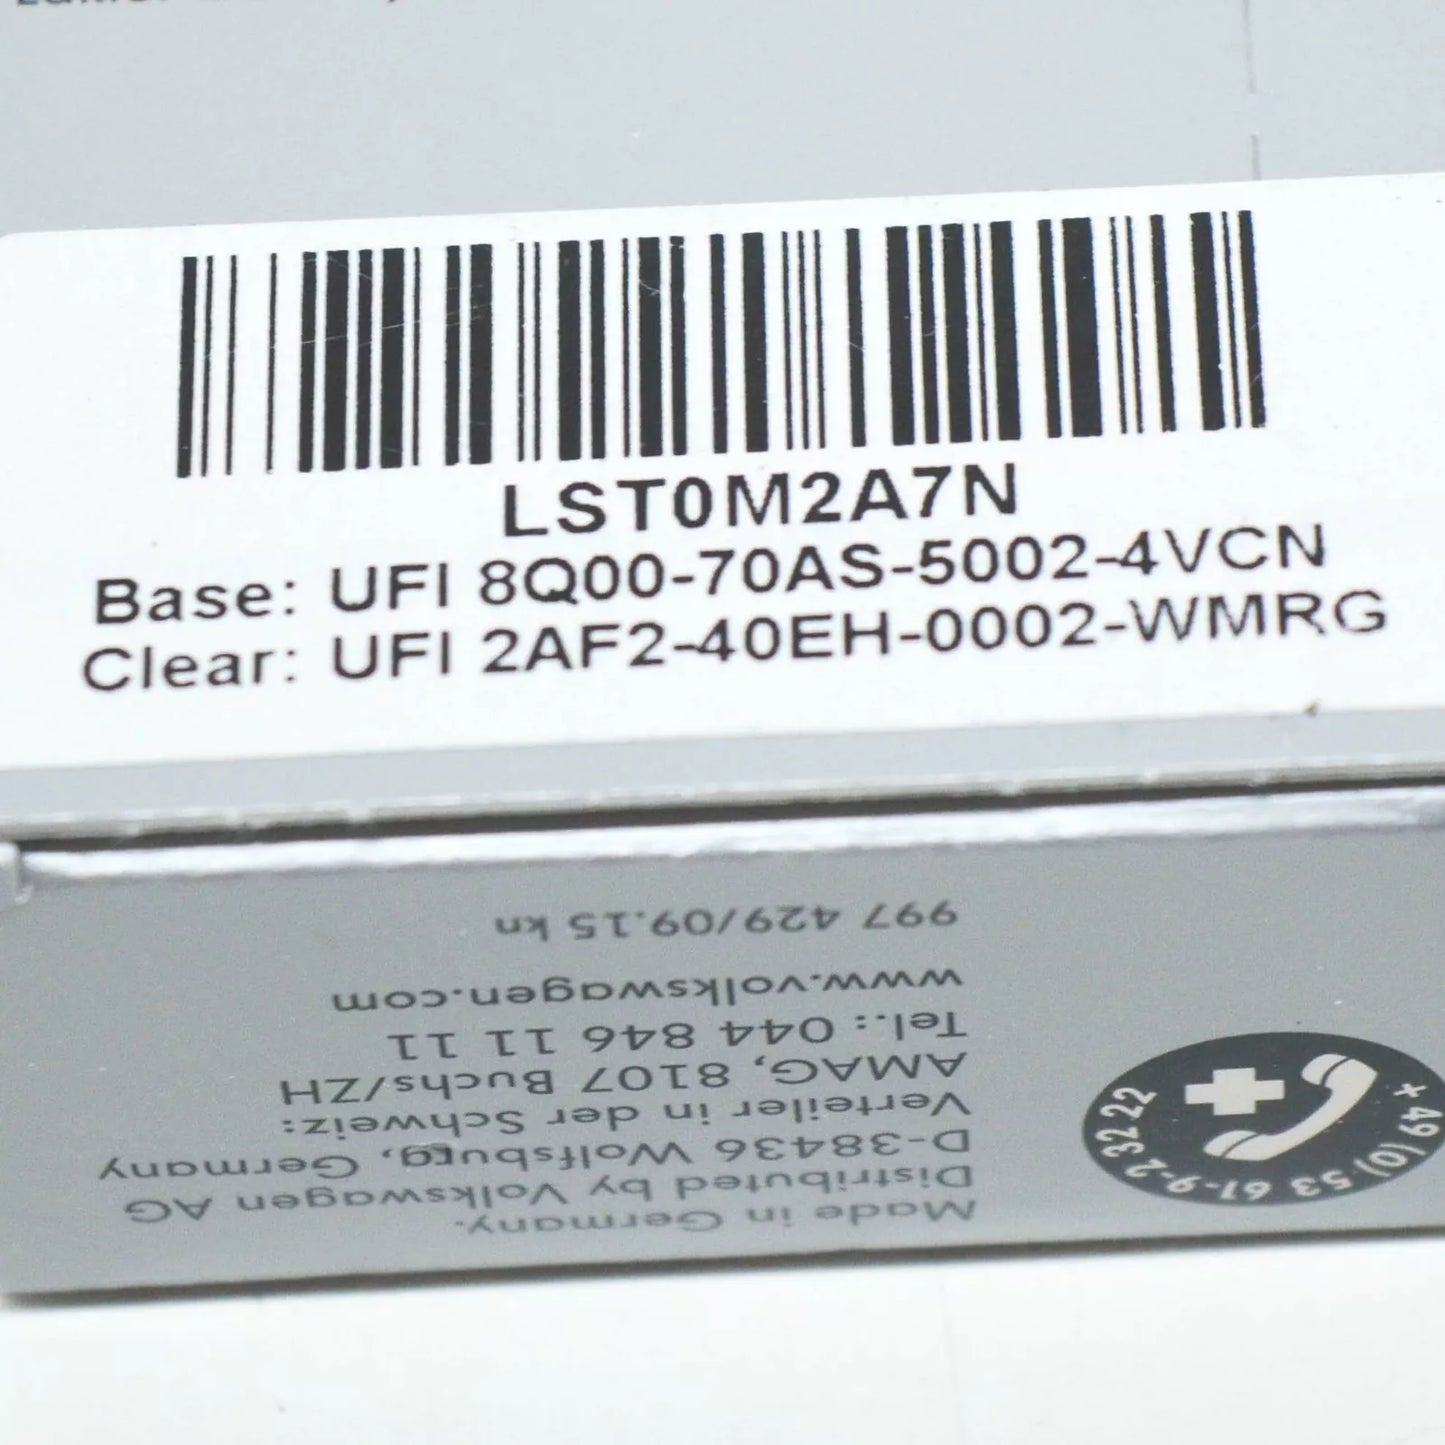 LST0M2A7N
Base: UFI 8Q00-70AS-5002-4VCN
Clear: UFI 2AF2-40EH-0002-WMRG
Made in Germany.
Distributed by Volkswagen AG
D-38436 Wolfsburg, Germany
Verteiler in der Schweiz:
AMAG, 8107 Buchs/ZH
Tel.: 044 846 11 11
www.volkswagen.com
997 429/09.15 kn
+ 49 (0) 53 61-9-2 32 22